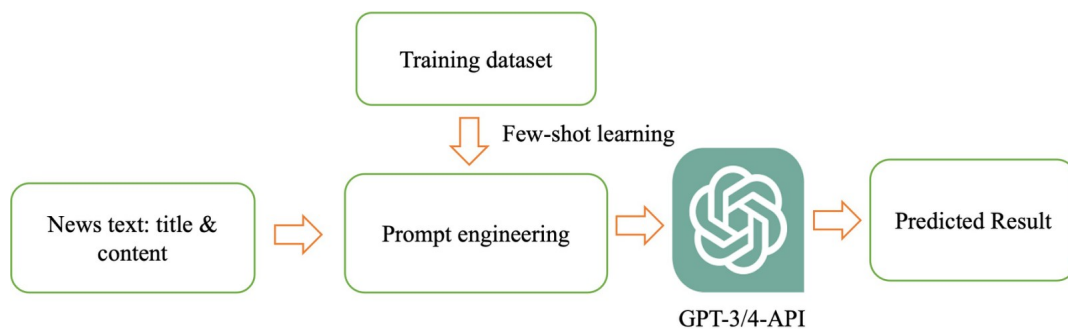 Training dataset
Few-shot learning
News text: title &
content
Prompt engineering
Predicted Result
GPT-3/4-API